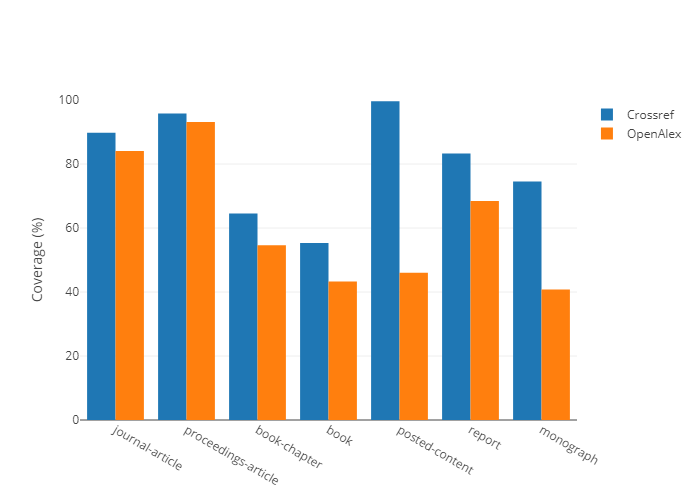 100
80
60
40
20
0
Coverage (%)
journal-article
proceedings-article
book-chapter
book
posted-content
report
monograph
Crossref
OpenAlex